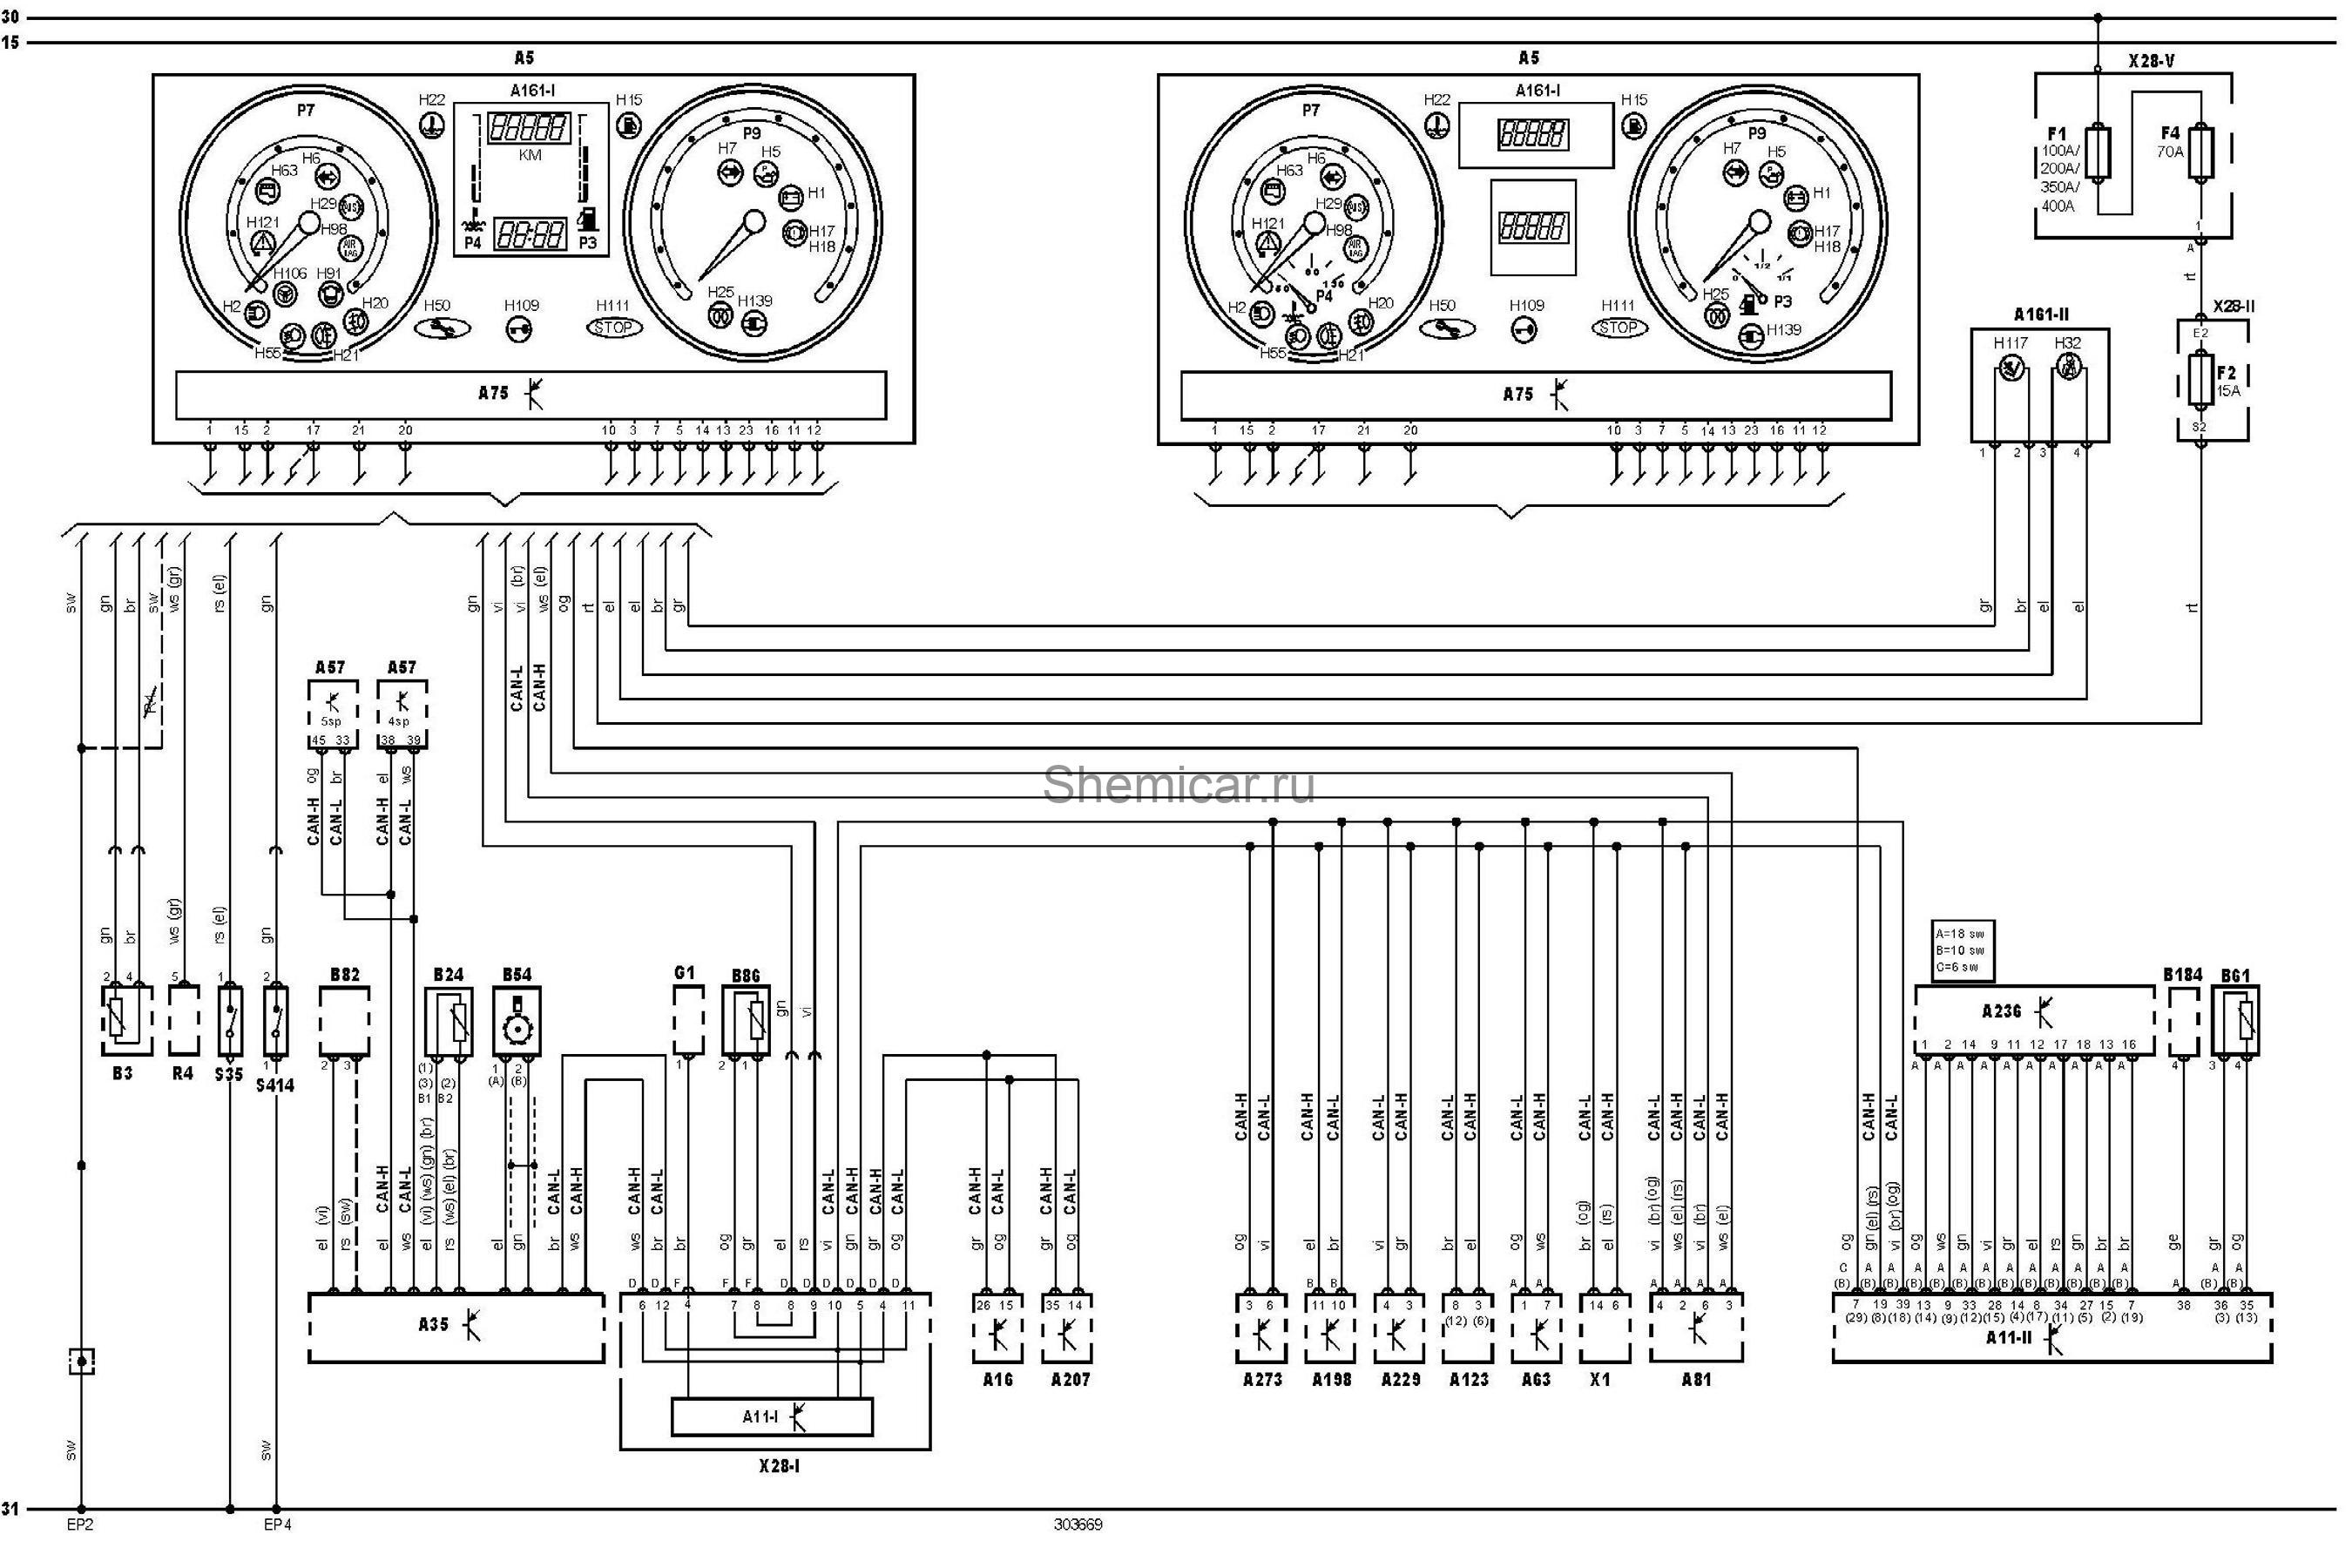 30
15
A5
A5
X28-V
P7
H22
A161-I
H15
KM
P9
H7
H5
H6
H63
H29
ABS
H1
H121
H98
AIR BAG
P4
P3
H17
H18
H106
H91
H2
H20
H50
H109
H111
STOP
H25
H139
H55
H21
A75
1 15 2 17 21 20 10 3 7 5 14 13 23 16 11 12
P7
H22
A161-I
H15
P9
H7
H5
H6
H63
H29
H1
H121
H98
AIR BAG
H17
H18
H2
P4
H20
H50
H109
H111
STOP
H25
P3
0 1/2 1/1
H139
H55
H21
A75
1 15 2 17 21 20 10 3 7 5 14 13 23 16 11 12
F1
100A/
200A/
350A/
400A
F4
70A
1
A
rt
X28-II
E2
F2
15A
S2
A161-II
H117 H32
1 2 3 4
sw gn br sw ws (gr) rs (el) gn
gn vi vi (br) ws (el) og rt el el br gr
gr br el el rt
CAN-L CAN-H
R4
A57 A57
5sp 4sp
45 33 38 39
og br el ws
CAN-H CAN-L CAN-H CAN-L
Shemicar.ru
gn br ws (gr) rs (el) gn
2 4 5 1 2
B3 R4 S35 S414
1
B82 B24 B54 G1 B86
2 3
(1)
(3) (2)
B1 B2
1 2
(A) (B)
1 2 1
gn vi
el (vi) rs (sw)
CAN-H CAN-L
el ws
el (vi) (ws) (gn) (br)
rs (ws) (el) (br)
el gn
CAN-L CAN-H CAN-H CAN-L
br ws ws br br og gr el rs vi gn gr og
CAN-L CAN-H CAN-H CAN-L
CAN-H CAN-L CAN-H CAN-L
gr og gr og
D D F F F D D D D D D
6 12 4 7 8 8 9 10 5 4 11
A35
A11-I
X28-I
26 15 35 14
A16 A207
CAN-H CAN-L CAN-H CAN-L CAN-L CAN-H CAN-L CAN-H CAN-L CAN-H CAN-L CAN-H CAN-L CAN-H CAN-L CAN-H
og vi el br vi gr br el og ws br (og) el (rs) vi (br) (og) ws (el) (rs) vi (br) ws (el)
B B A A A A A A
3 6 11 10 4 3 8 3 1 7 14 6 4 2 6 3
(12) (6)
A273 A198 A229 A123 A63 X1 A81
A=18 sw
B=10 sw
C=6 sw
A236
B184 B61
1 2 14 9 11 12 17 18 13 16
A A A A A A A A A A
4 3 4
CAN-H CAN-L
og gn (el) (rs) vi (br) (og) og ws gn vi gr el rs gn br br ge gr og
C A A A A A A A A A A A A A A A
(B) (B) (B) (B) (B) (B) (B) (B) (B) (B) (B) (B) (B) (B) (B)
7 19 39 13 9 33 28 14 8 34 27 15 7 38 36 35
(29) (8) (18) (14) (9) (12) (15) (4) (17) (11) (5) (2) (19) (3) (13)
A11-II
sw sw
31
EP2 EP4 303669